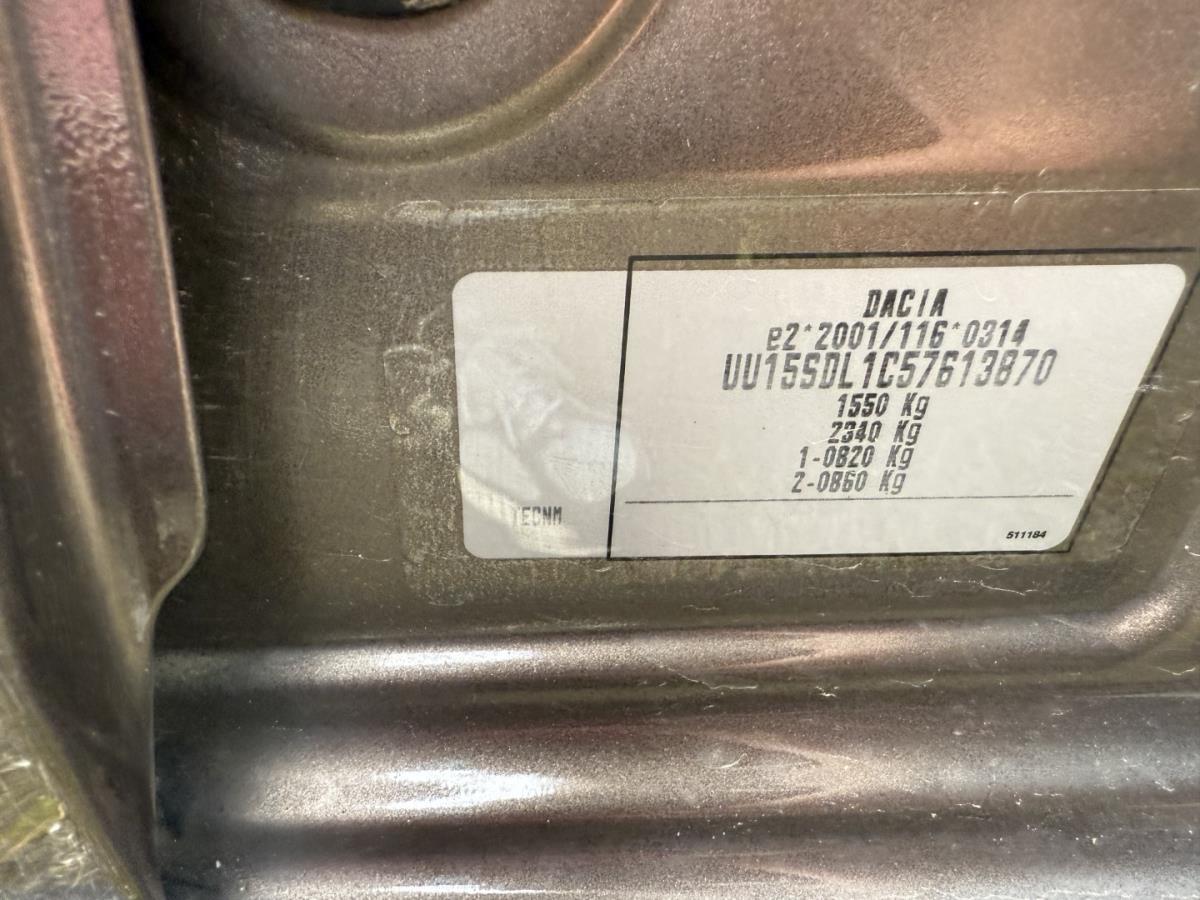 DACIA
e2*2001/116*0314
UU15SDL1C57613870
1550 Kg
2340 Kg
1-0820 Kg
2-0860 Kg
511184